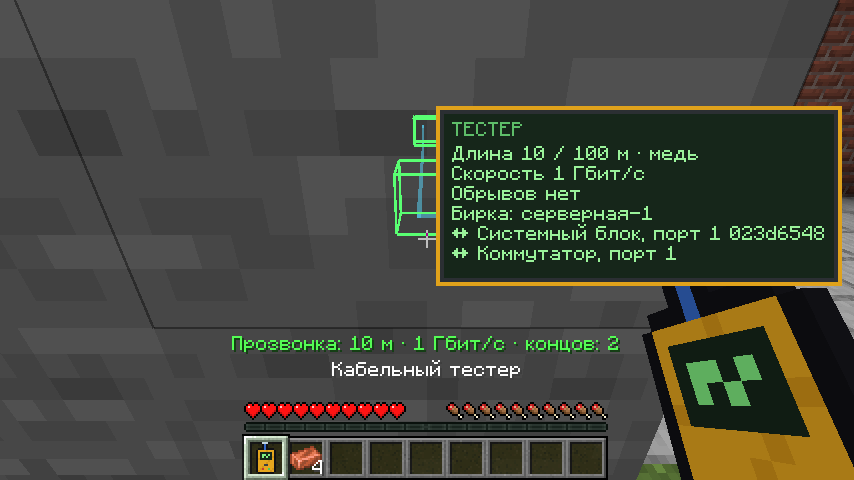 ТЕСТЕР
Длина 10 / 100 м · медь
Скорость 1 Гбит/с
Обрывов нет
Бирка: серверная-1
↔ Системный блок, порт 1 023d6548
↔ Коммутатор, порт 1
Прозвонка: 10 м · 1 Гбит/с · концов: 2
Кабельный тестер
4